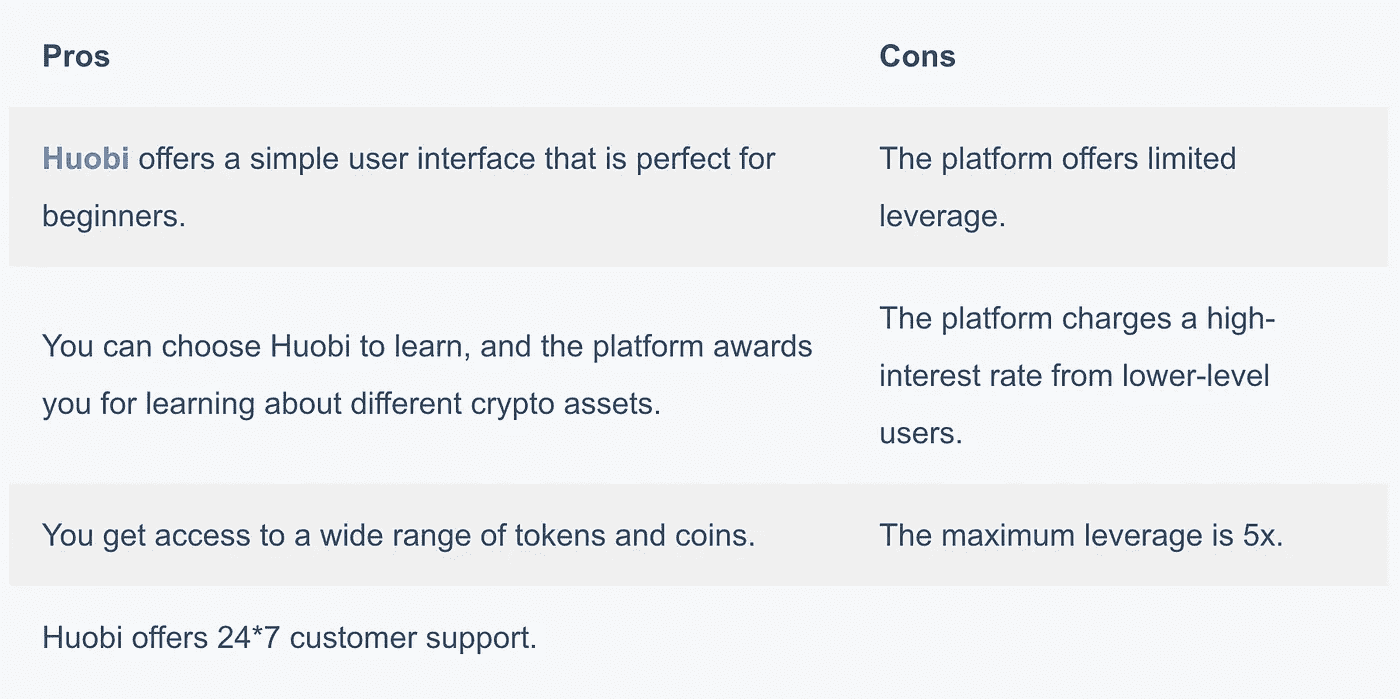 Pros
Cons
Huobi offers a simple user interface that is perfect for
beginners.
The platform offers limited
leverage.
You can choose Huobi to learn, and the platform awards
you for learning about different crypto assets.
The platform charges a high-
interest rate from lower-level
users.
You get access to a wide range of tokens and coins.
The maximum leverage is 5x.
Huobi offers 24*7 customer support.